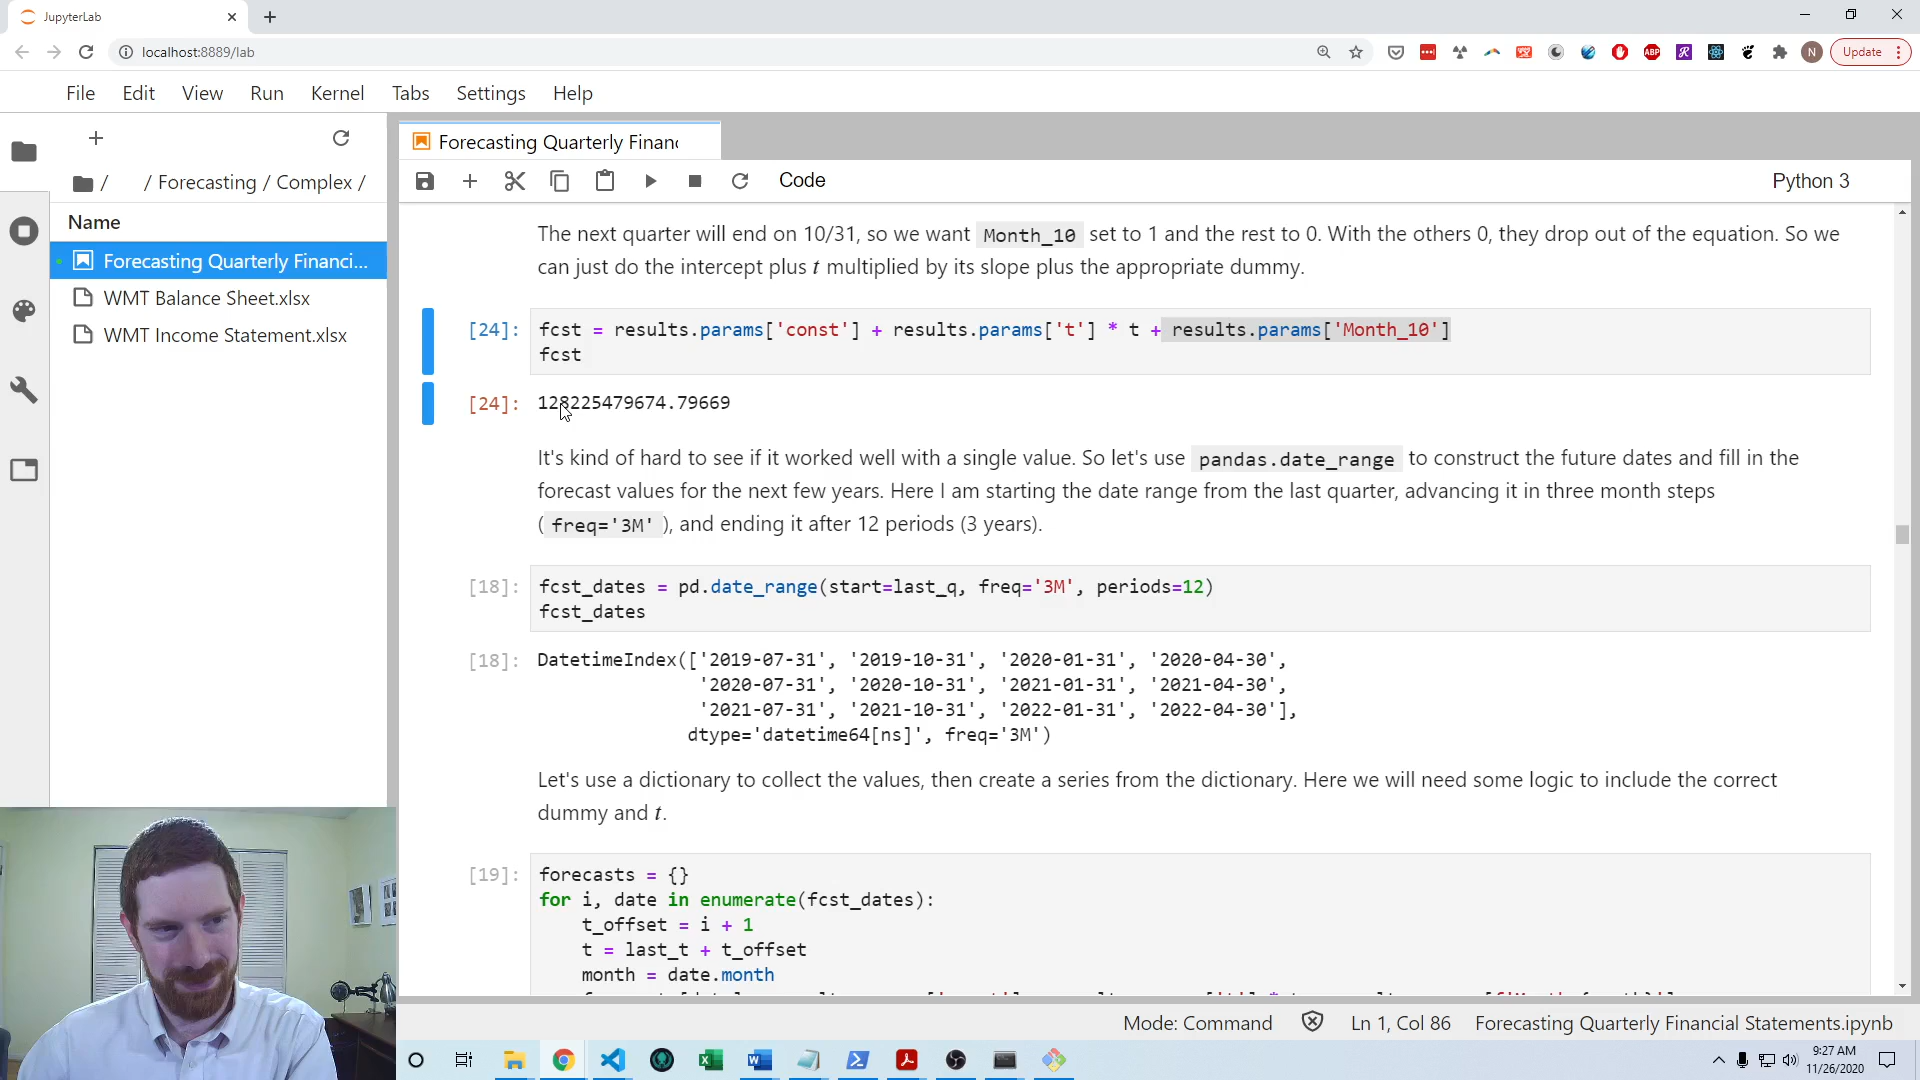 JupyterLab
localhost:8889/lab
ABP
N
Update
File Edit View Run Kernel Tabs Settings Help
Forecasting Quarterly Finan
/ / Forecasting / Complex /
Code
Python 3
Name
Forecasting Quarterly Financi...
WMT Balance Sheet.xlsx
WMT Income Statement.xlsx
The next quarter will end on 10/31, so we want Month_10 set to 1 and the rest to 0. With the others 0, they drop out of the equation. So we
can just do the intercept plus t multiplied by its slope plus the appropriate dummy.
[24]: fcst = results.params['const'] + results.params['t'] * t + results.params['Month_10']
fcst
[24]: 128225479674.79669
It's kind of hard to see if it worked well with a single value. So let's use pandas.date_range to construct the future dates and fill in the
forecast values for the next few years. Here I am starting the date range from the last quarter, advancing it in three month steps
( freq='3M' ), and ending it after 12 periods (3 years).
[18]: fcst_dates = pd.date_range(start=last_q, freq='3M', periods=12)
fcst_dates
[18]: DatetimeIndex(['2019-07-31', '2019-10-31', '2020-01-31', '2020-04-30',
'2020-07-31', '2020-10-31', '2021-01-31', '2021-04-30',
'2021-07-31', '2021-10-31', '2022-01-31', '2022-04-30'],
dtype='datetime64[ns]', freq='3M')
Let's use a dictionary to collect the values, then create a series from the dictionary. Here we will need some logic to include the correct
dummy and t.
[19]: forecasts = {}
for i, date in enumerate(fcst_dates):
t_offset = i + 1
t = last_t + t_offset
month = date.month
Mode: Command Ln 1, Col 86 Forecasting Quarterly Financial Statements.ipynb
9:27 AM
11/26/2020